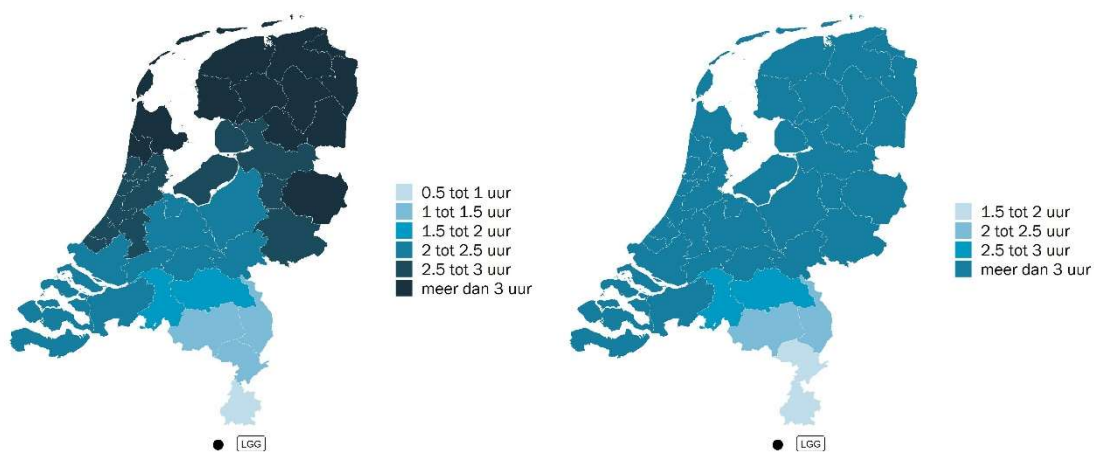 0.5 tot 1 uur
1 tot 1.5 uur
1.5 tot 2 uur
2 tot 2.5 uur
2.5 tot 3 uur
meer dan 3 uur
LGG
1.5 tot 2 uur
2 tot 2.5 uur
2.5 tot 3 uur
meer dan 3 uur
LGG